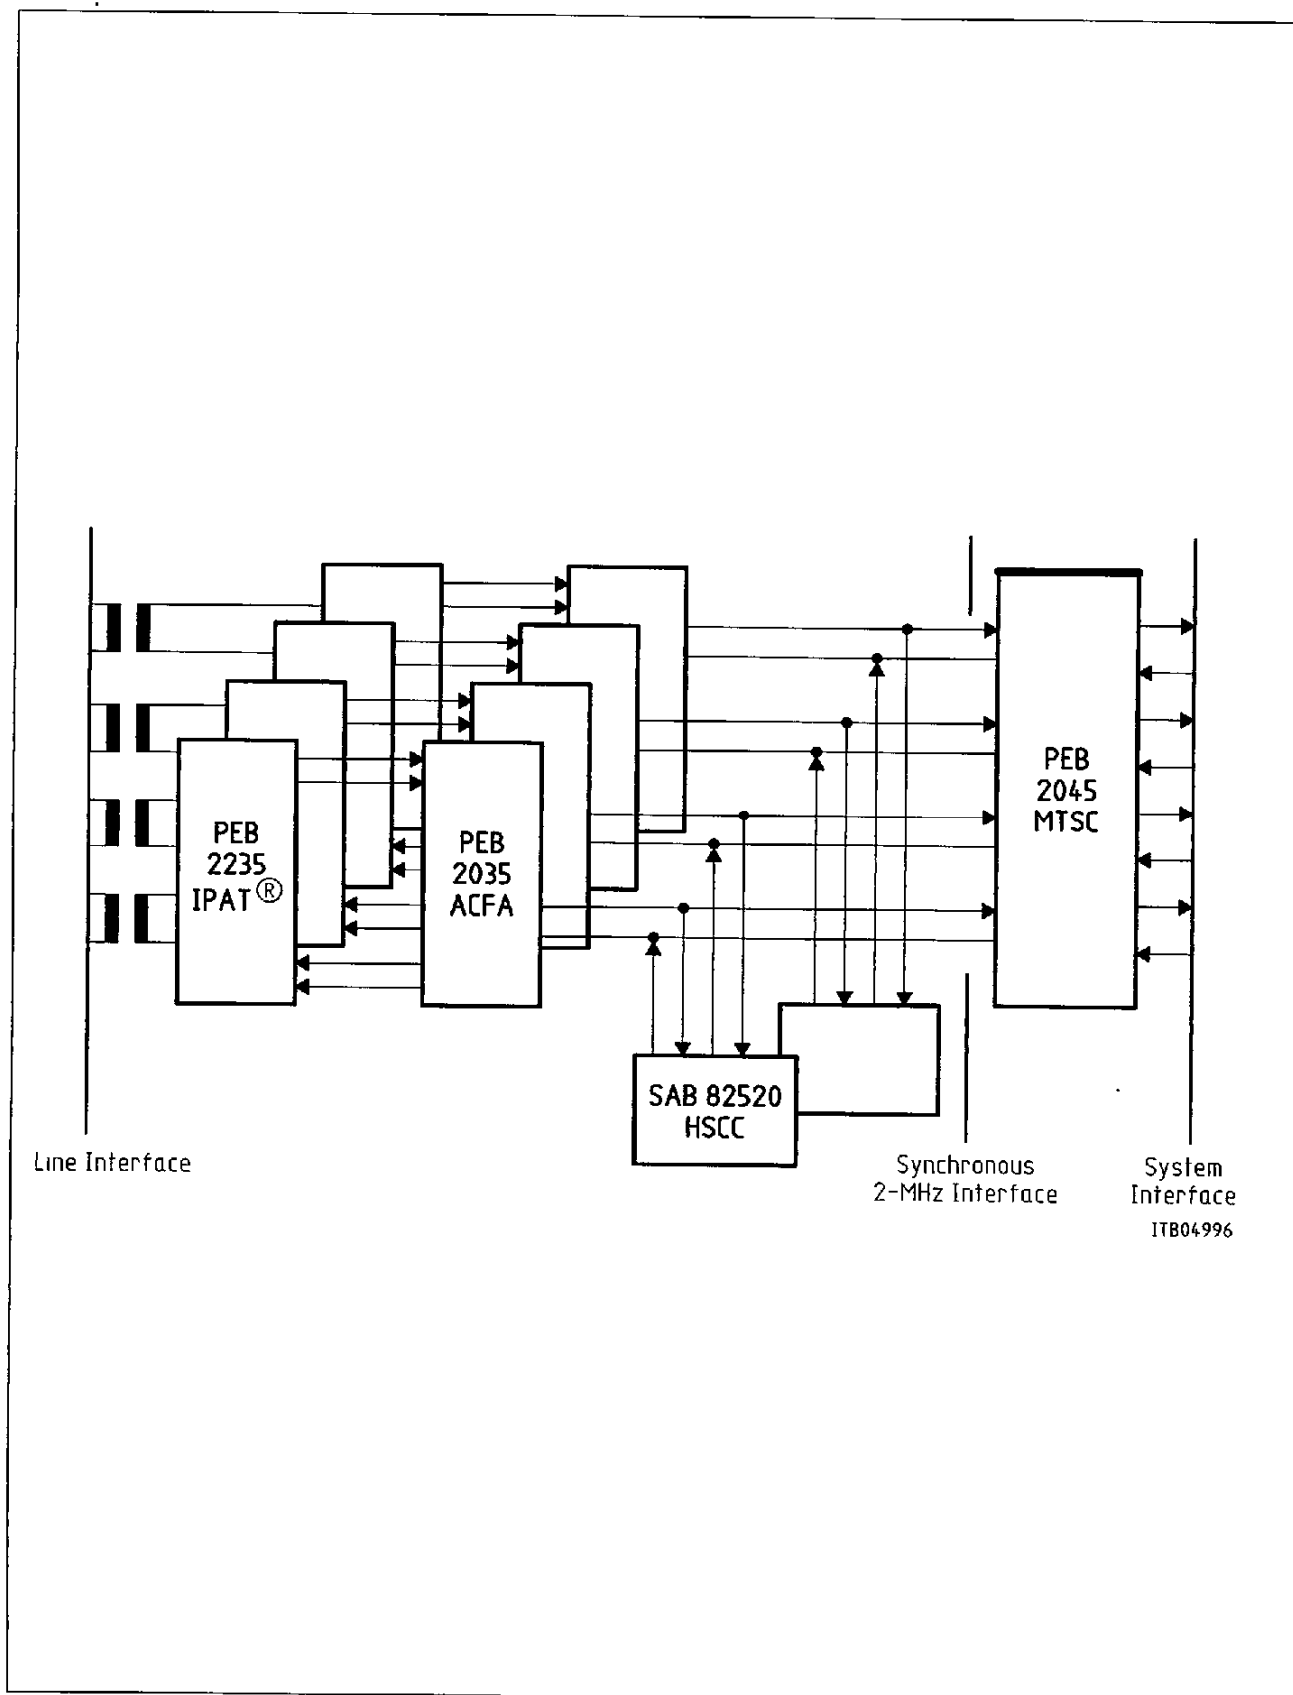 PEB
2235
IPAT®
PEB
2035
ACFA
PEB
2045
MTSC
SAB 82520
HSCC
Line Interface
Synchronous
2-MHz Interface
System
Interface
ITB04996